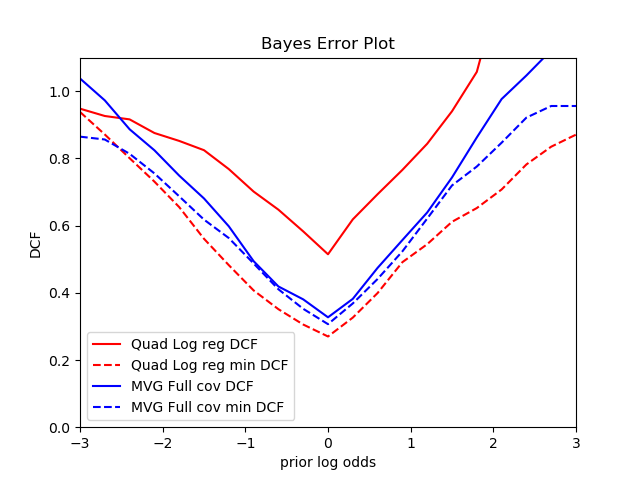 Bayes Error Plot
1.0
0.8
0.6
0.4
0.2
0.0
DCF
Quad Log reg DCF
Quad Log reg min DCF
MVG Full cov DCF
MVG Full cov min DCF
−3 −2 −1 0 1 2 3
prior log odds